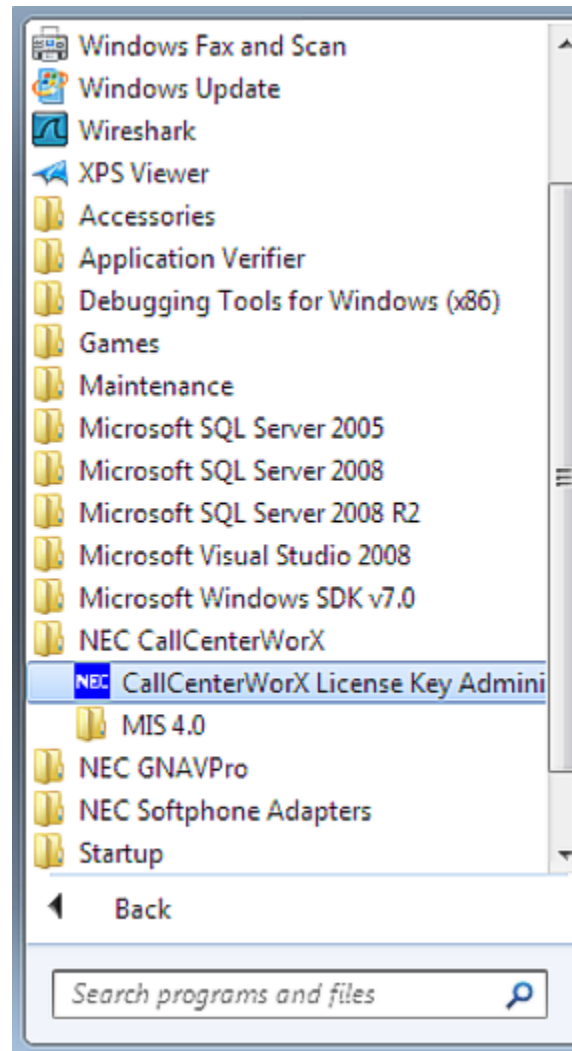 Windows Fax and Scan
Windows Update
Wireshark
XPS Viewer
Accessories
Application Verifier
Debugging Tools for Windows (x86)
Games
Maintenance
Microsoft SQL Server 2005
Microsoft SQL Server 2008
Microsoft SQL Server 2008 R2
Microsoft Visual Studio 2008
Microsoft Windows SDK v7.0
NEC CallCenterWorX
NEC CallCenterWorX License Key Admini
MIS 4.0
NEC GNAVPro
NEC Softphone Adapters
Startup
Back
Search programs and files